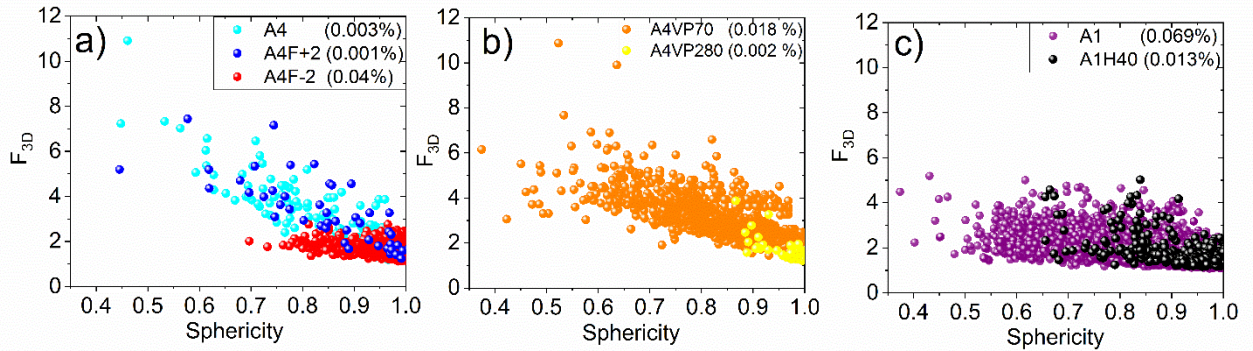 a)
A4 (0.003%)
A4F+2 (0.001%)
A4F-2 (0.04%)
12
10
8
6
4
2
0
F3D
0.4 0.5 0.6 0.7 0.8 0.9 1.0
Sphericity
b)
A4VP70 (0.018 %)
A4VP280 (0.002 %)
12
10
8
6
4
2
0
F3D
0.4 0.5 0.6 0.7 0.8 0.9 1.0
Sphericity
c)
A1 (0.069%)
A1H40 (0.013%)
12
10
8
6
4
2
0
F3D
0.4 0.5 0.6 0.7 0.8 0.9 1.0
Sphericity